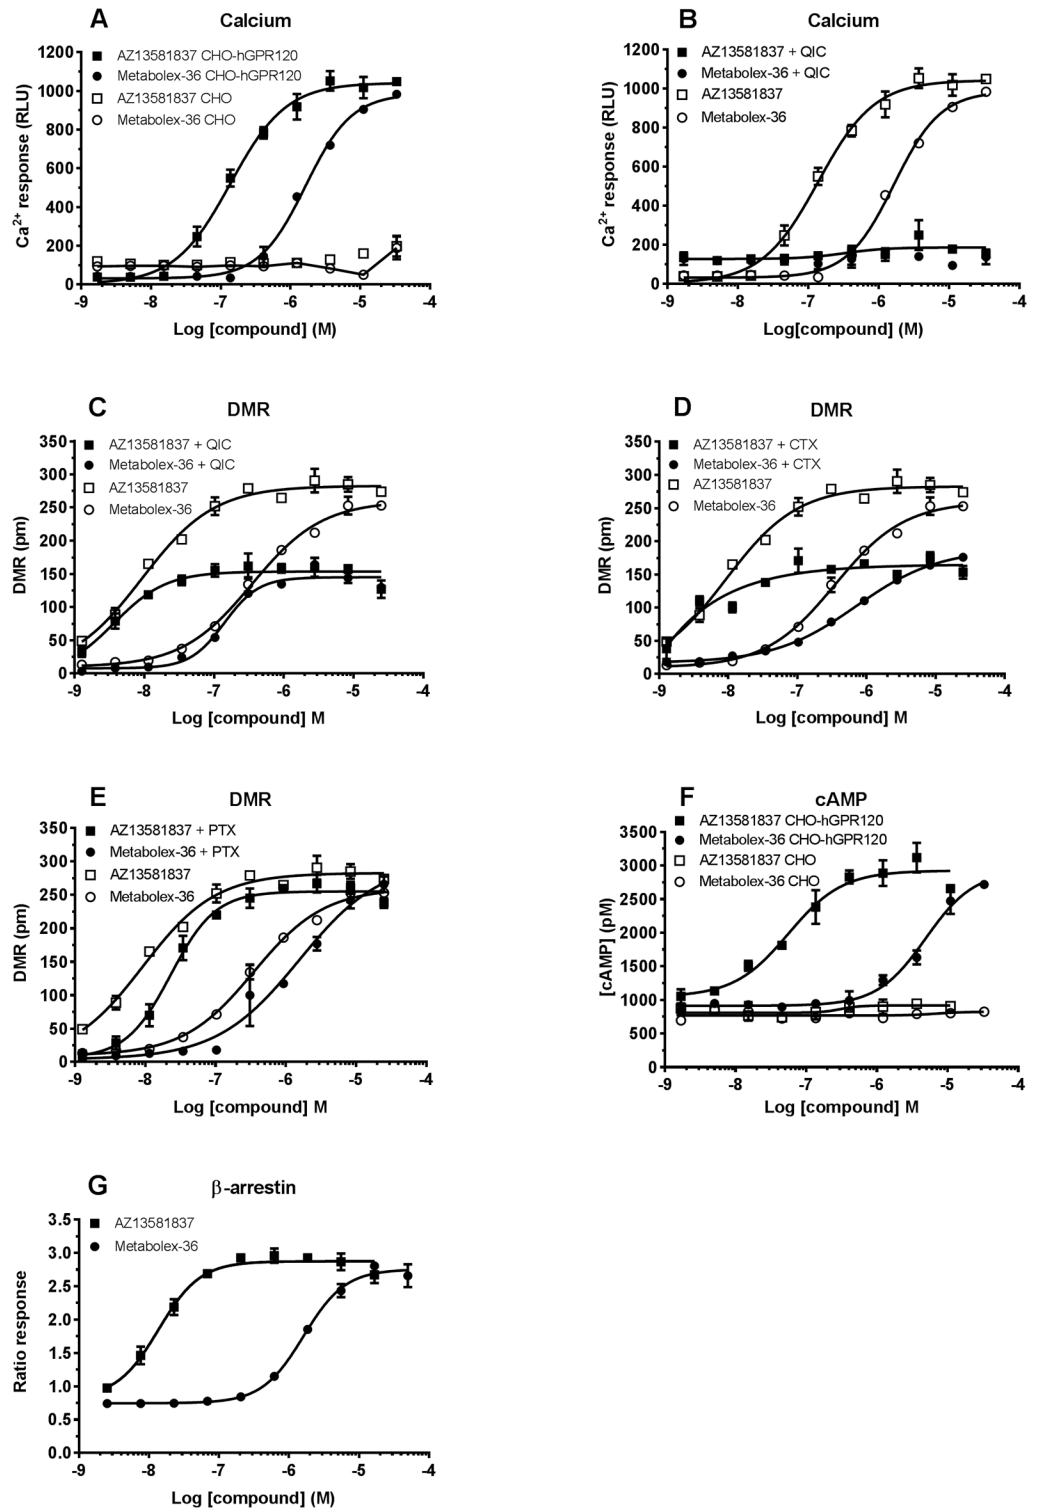 A
Calcium
AZ13581837 CHO-hGPR120
Metabolex-36 CHO-hGPR120
AZ13581837 CHO
Metabolex-36 CHO
Ca2+ response (RLU)
1200
1000
800
600
400
200
0
-9
-8
-7
-6
-5
-4
Log [compound] (M)
B
Calcium
AZ13581837 + QIC
Metabolex-36 + QIC
AZ13581837
Metabolex-36
Ca2+ response (RLU)
1200
1000
800
600
400
200
0
-9
-8
-7
-6
-5
-4
Log[compound] (M)
C
DMR
AZ13581837 + QIC
Metabolex-36 + QIC
AZ13581837
Metabolex-36
DMR (pm)
350
300
250
200
150
100
50
0
-9
-8
-7
-6
-5
-4
Log [compound] M
D
DMR
AZ13581837 + CTX
Metabolex-36 + CTX
AZ13581837
Metabolex-36
DMR (pm)
350
300
250
200
150
100
50
0
-9
-8
-7
-6
-5
-4
Log [compound] M
E
DMR
AZ13581837 + PTX
Metabolex-36 + PTX
AZ13581837
Metabolex-36
DMR (pm)
350
300
250
200
150
100
50
0
-9
-8
-7
-6
-5
-4
Log [compound] M
F
cAMP
AZ13581837 CHO-hGPR120
Metabolex-36 CHO-hGPR120
AZ13581837 CHO
Metabolex-36 CHO
[cAMP] (pM)
3500
3000
2500
2000
1500
1000
500
0
-9
-8
-7
-6
-5
-4
Log [compound] M
G
β-arrestin
AZ13581837
Metabolex-36
Ratio response
3.5
3.0
2.5
2.0
1.5
1.0
0.5
0.0
-9
-8
-7
-6
-5
-4
Log [compound] (M)